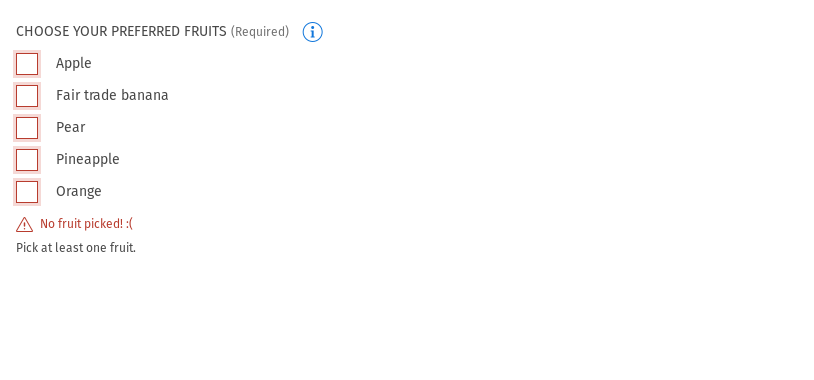 CHOOSE YOUR PREFERRED FRUITS (Required)
Apple
Fair trade banana
Pear
Pineapple
Orange
No fruit picked! :(
Pick at least one fruit.